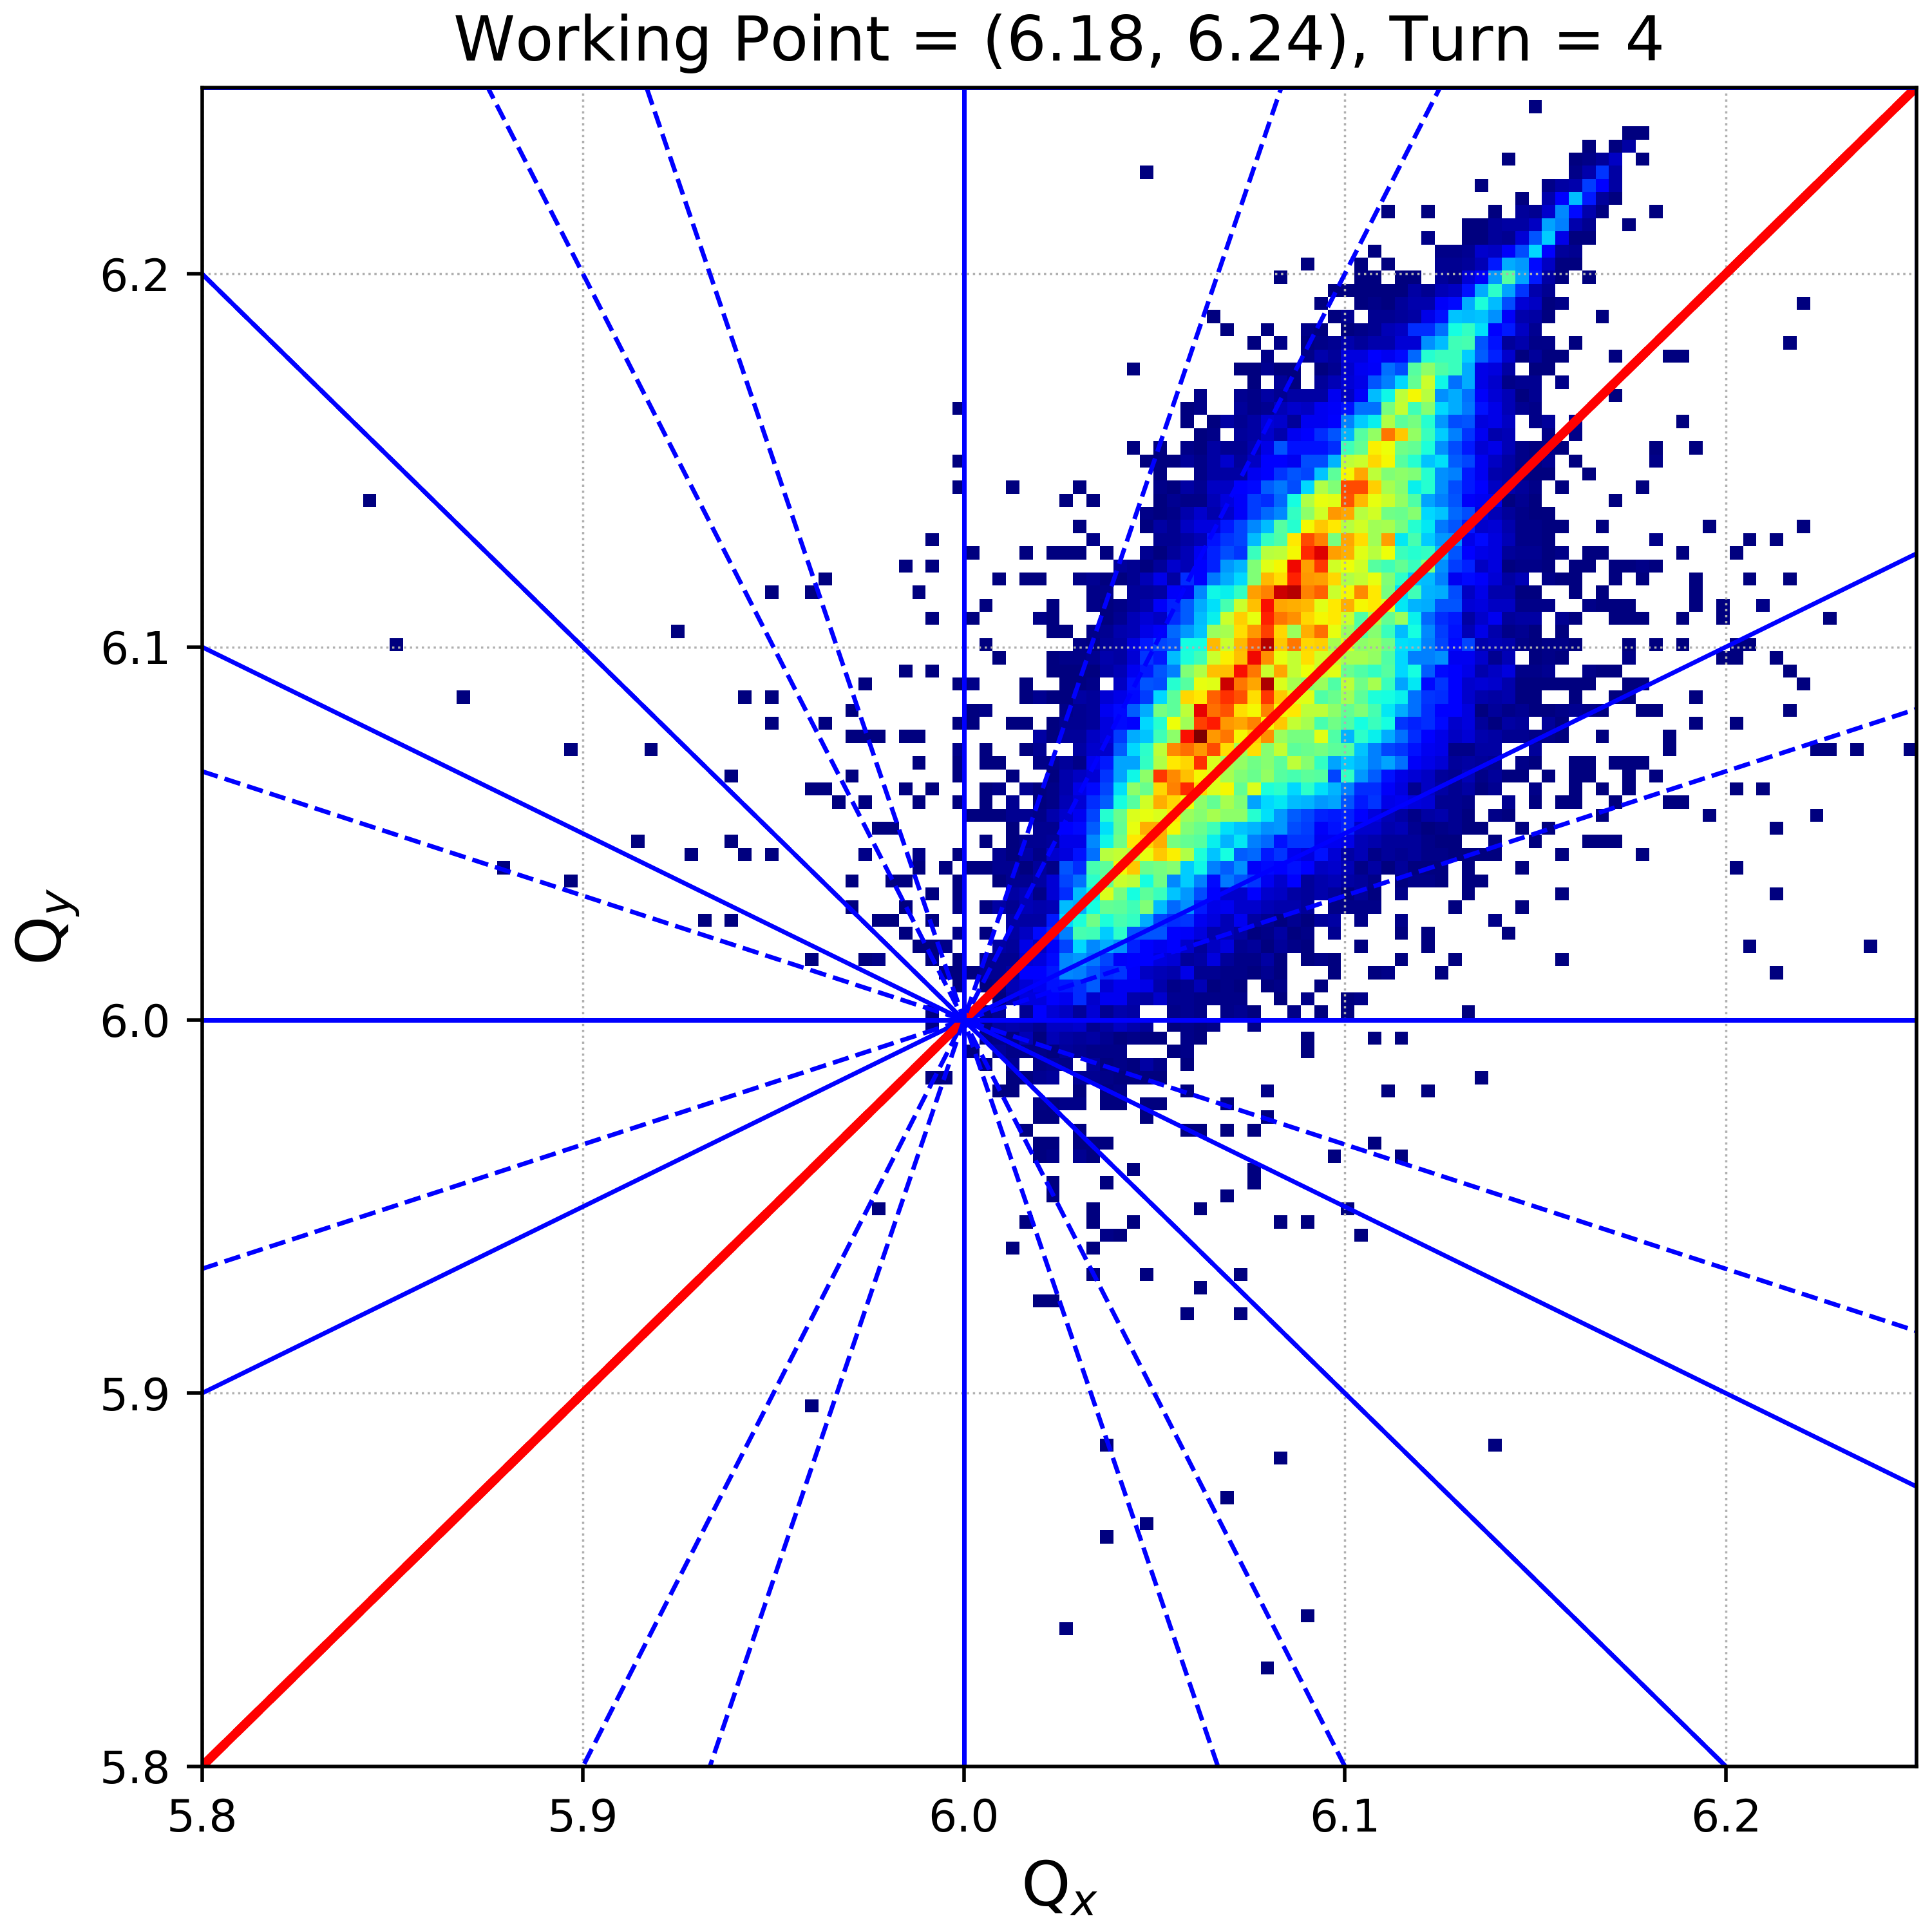 Working Point = (6.18, 6.24), Turn = 4
6.2
6.1
6.0
5.9
5.8
Qy
5.8 5.9 6.0 6.1 6.2
Qx